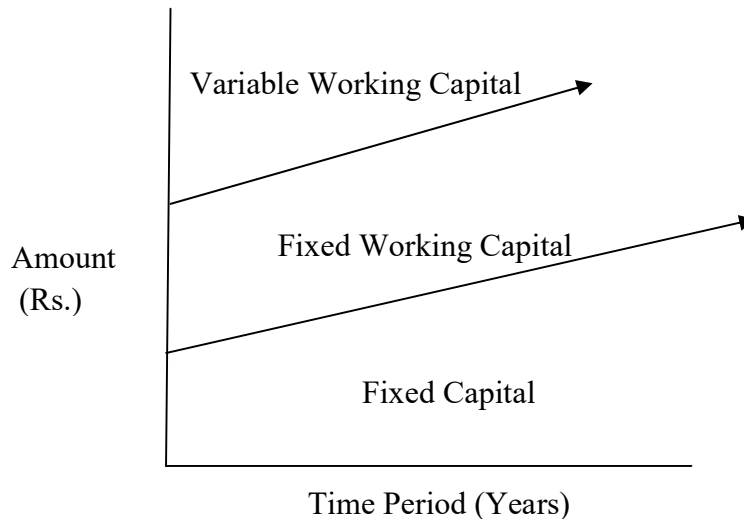 Variable Working Capital
Fixed Working Capital
Amount
(Rs.)
Fixed Capital
Time Period (Years)